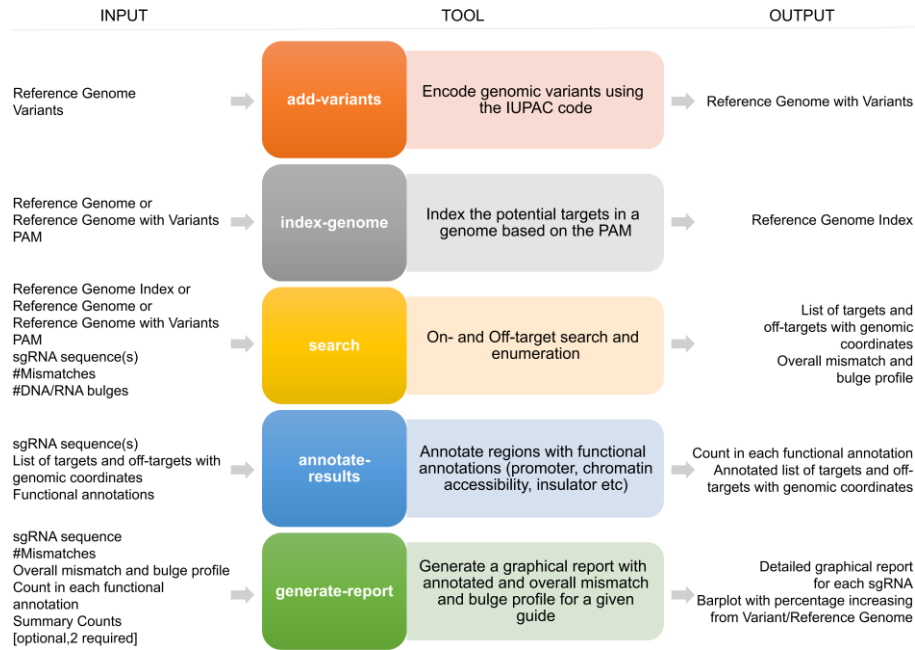 INPUT
TOOL
OUTPUT
Reference Genome
Variants
add-variants
Encode genomic variants using
the IUPAC code
Reference Genome with Variants
Reference Genome or
Reference Genome with Variants
PAM
index-genome
Index the potential targets in a
genome based on the PAM
Reference Genome Index
Reference Genome Index or
Reference Genome or
Reference Genome with Variants
PAM
sgRNA sequence(s)
#Mismatches
#DNA/RNA bulges
search
On- and Off-target search and
enumeration
List of targets and
off-targets with genomic
coordinates
Overall mismatch and
bulge profile
sgRNA sequence(s)
List of targets and off-targets with
genomic coordinates
Functional annotations
annotate-
results
Annotate regions with functional
annotations (promoter, chromatin
accessibility, insulator etc)
Count in each functional annotation
Annotated list of targets and off-
targets with genomic coordinates
sgRNA sequence
#Mismatches
Overall mismatch and bulge profile
Count in each functional
annotation
Summary Counts
[optional,2 required]
generate-report
Generate a graphical report with
annotated and overall mismatch
and bulge profile for a given
guide
Detailed graphical report
for each sgRNA
Barplot with percentage increasing
from Variant/Reference Genome